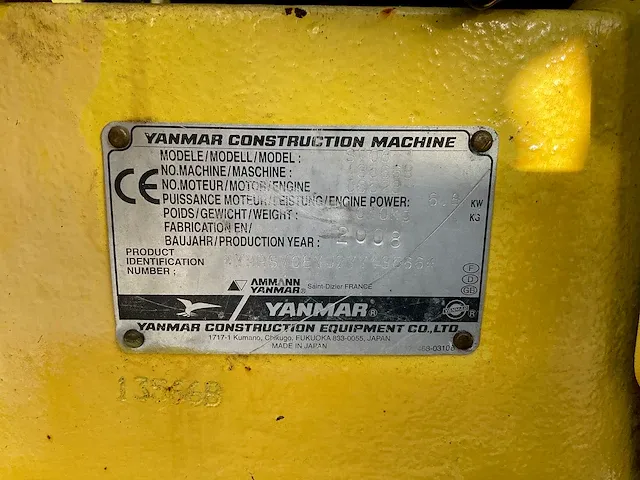 YANMAR CONSTRUCTION MACHINE
CE
MODELE/MODELL/MODEL :
NO.MACHINE/MASCHINE :
NO.MOTEUR/MOTOR/ENGINE
PUISSANCE MOTEUR/LEISTUNG/ENGINE POWER: KW
POIDS/GEWICHT/WEIGHT : KG
FABRICATION EN/
BAUJAHR/PRODUCTION YEAR : 2008
PRODUCT
IDENTIFICATION
NUMBER :
F
D
GB
AMMANN
YANMAR® Saint-Dizier FRANCE
YANMAR®
YANMAR CONSTRUCTION EQUIPMENT CO.,LTD.
1717-1 Kumano, Chikugo, FUKUOKA 833-0055, JAPAN
MADE IN JAPAN
13566B